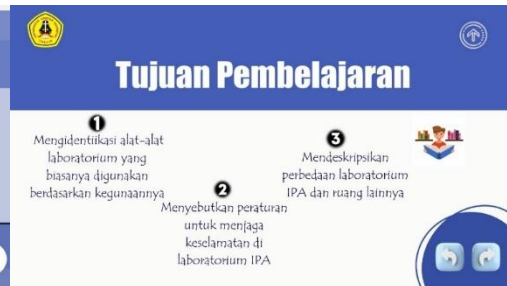 Tujuan Pembelajaran
1
Mengidentiikasi alat-alat
laboratorium yang
biasanya digunakan
berdasarkan kegunaannya
2
Menyebutkan peraturan
untuk menjaga
keselamatan di
laboratorium IPA
3
Mendeskripsikan
perbedaan laboratorium
IPA dan ruang lainnya